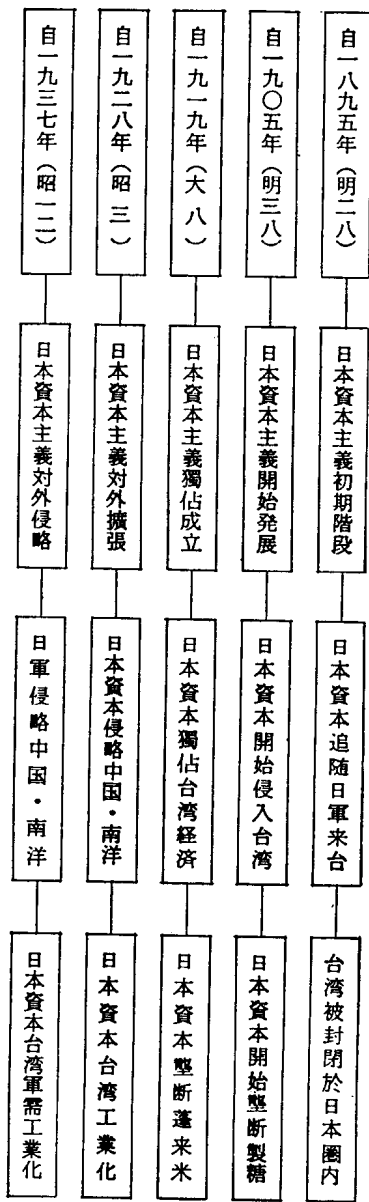 自一八九五年（明二八）
日本資本主義初期階段
日本資本追随日軍来台
台湾被封閉於日本圏内
自一九〇五年（明三八）
日本資本主義開始発展
日本資本開始侵入台湾
日本資本開始壟断製糖
自一九一九年（大八）
日本資本主義獨佔成立
日本資本獨佔台湾経済
日本資本壟断蓬来米
自一九二八年（昭三）
日本資本主義対外擴張
日本資本侵略中国・南洋
日本資本台湾工業化
自一九三七年（昭一二）
日本資本主義対外侵略
日軍侵略中国・南洋
日本資本台湾軍需工業化